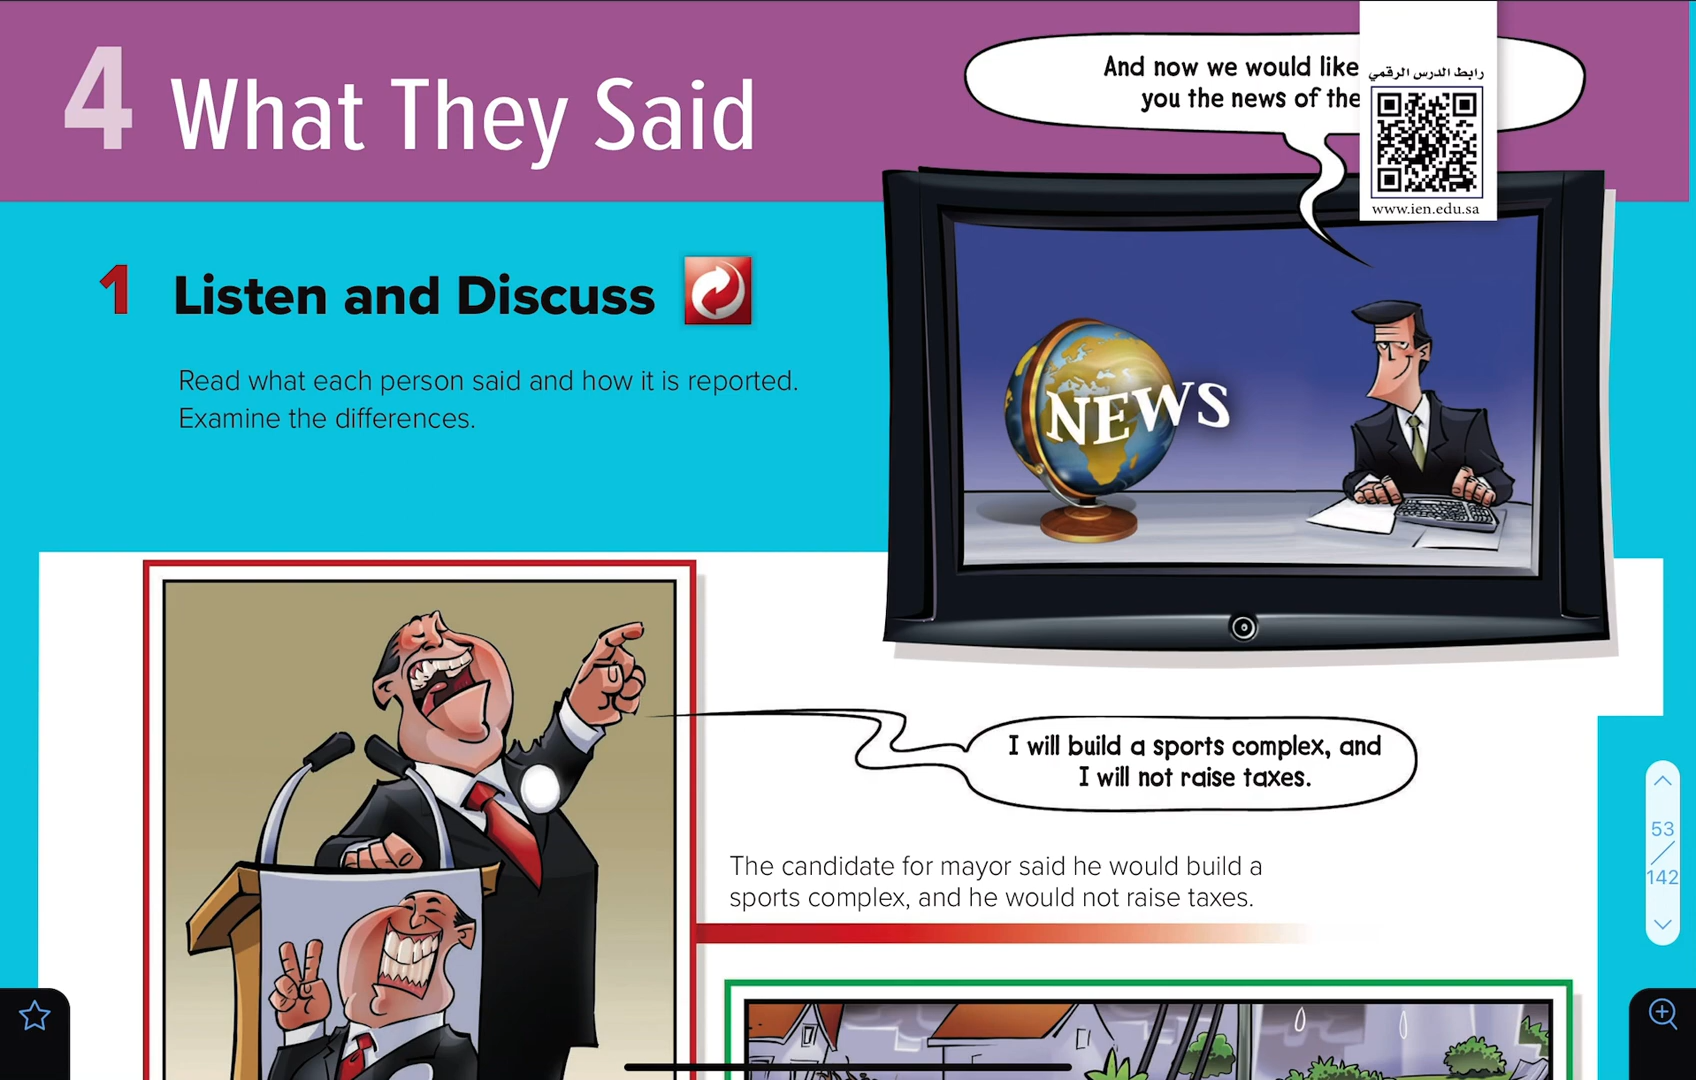 4 What They Said
And now we would like
you the news of the
رابط الدرس الرقمي
www.ien.edu.sa
1 Listen and Discuss
Read what each person said and how it is reported.
Examine the differences.
NEWS
I will build a sports complex, and
I will not raise taxes.
The candidate for mayor said he would build a
sports complex, and he would not raise taxes.
53
142